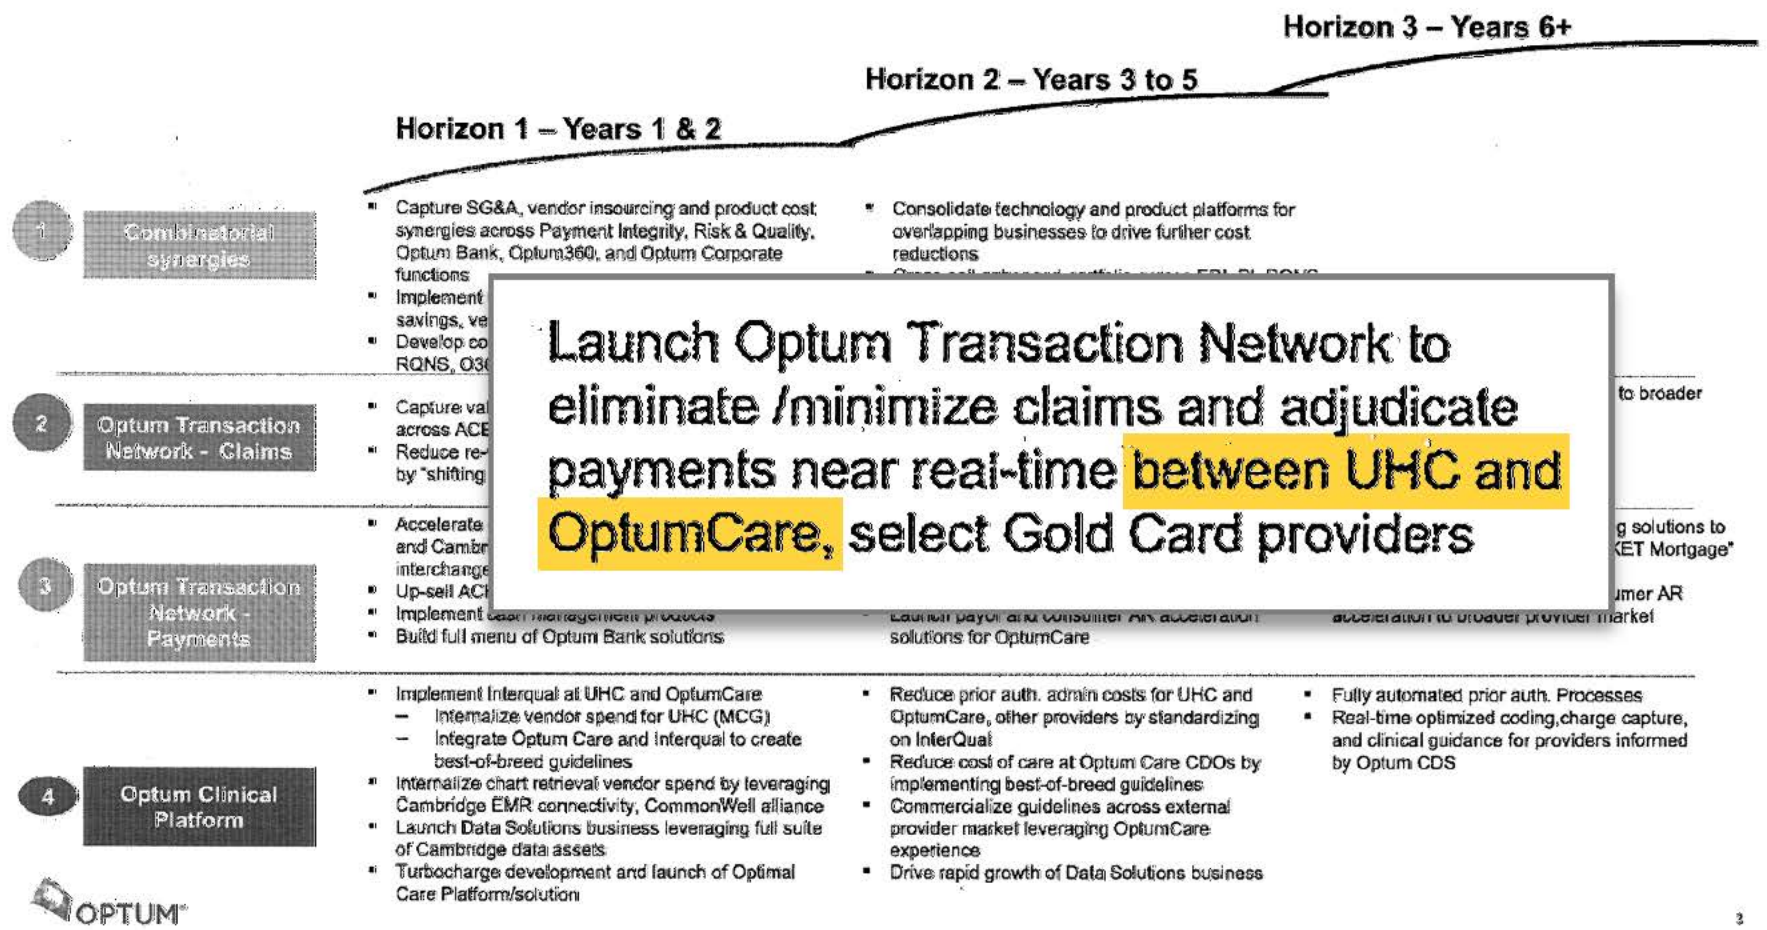 Horizon 3 – Years 6+
Horizon 2 – Years 3 to 5
Horizon 1 – Years 1 & 2
1
Combinatorial
synergies
▪ Capture SG&A, vendor insourcing and product cost
synergies across Payment Integrity, Risk & Quality,
Optum Bank, Optum360, and Optum Corporate
functions
▪ Implement
savings,
▪ Develop
RQNS,
▪ Consolidate technology and product platforms for
overlapping businesses to drive further cost
reductions
Launch Optum Transaction Network to
eliminate /minimize claims and adjudicate
payments near real-time between UHC and
OptumCare, select Gold Card providers
2
Optum Transaction
Network - Claims
▪ Capture
across
▪ Reduce
by "shifting
to broader
3
Optum Transaction
Network -
Payments
▪ Accelerate
and
interchange
▪ Up-sell
▪ Implement cash management products
▪ Build full menu of Optum Bank solutions
Launch payor and consumer AR acceleration
solutions for OptumCare
solutions to
Mortgage"
AR
acceleration to broader provider market
4
Optum Clinical
Platform
▪ Implement Interqual at UHC and OptumCare
– Internalize vendor spend for UHC (MCG)
– Integrate Optum Care and Interqual to create
best-of-breed guidelines
▪ Internalize chart retrieval vendor spend by leveraging
Cambridge EMR connectivity, CommonWell alliance
▪ Launch Data Solutions business leveraging full suite
of Cambridge data assets
▪ Turbocharge development and launch of Optimal
Care Platform/solution
▪ Reduce prior auth. admin costs for UHC and
OptumCare, other providers by standardizing
on InterQual
▪ Reduce cost of care at Optum Care CDOs by
implementing best-of-breed guidelines
▪ Commercialize guidelines across external
provider market leveraging OptumCare
experience
▪ Drive rapid growth of Data Solutions business
▪ Fully automated prior auth. Processes
▪ Real-time optimized coding,charge capture,
and clinical guidance for providers informed
by Optum CDS
OPTUM®
3